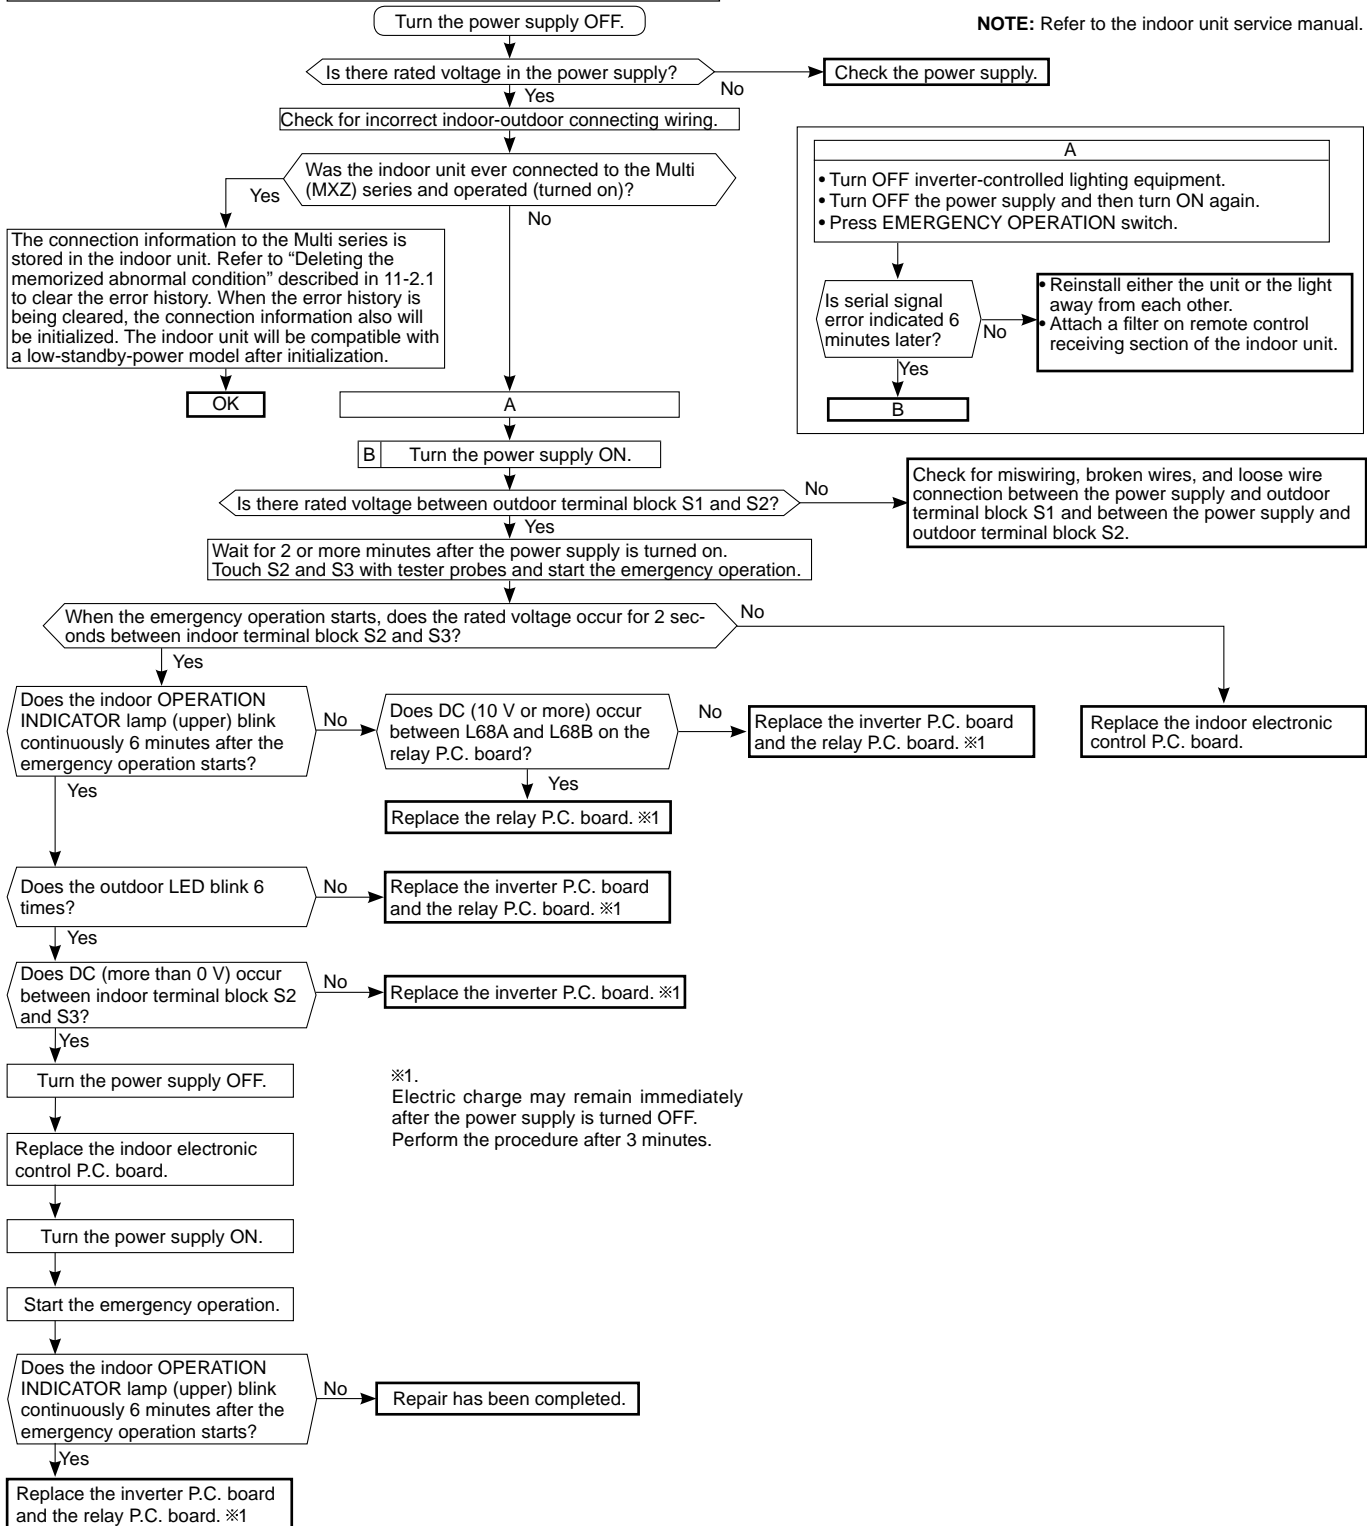 Turn the power supply OFF.
NOTE: Refer to the indoor unit service manual.
Is there rated voltage in the power supply?
No
Check the power supply.
Yes
Check for incorrect indoor-outdoor connecting wiring.
Was the indoor unit ever connected to the Multi
(MXZ) series and operated (turned on)?
Yes
No
The connection information to the Multi series is
stored in the indoor unit. Refer to “Deleting the
memorized abnormal condition” described in 11-2.1
to clear the error history. When the error history is
being cleared, the connection information also will
be initialized. The indoor unit will be compatible with
a low-standby-power model after initialization.
OK
A
• Turn OFF inverter-controlled lighting equipment.
• Turn OFF the power supply and then turn ON again.
• Press EMERGENCY OPERATION switch.
Is serial signal
error indicated 6
minutes later?
No
• Reinstall either the unit or the light
away from each other.
• Attach a filter on remote control
receiving section of the indoor unit.
Yes
B
A
B Turn the power supply ON.
Is there rated voltage between outdoor terminal block S1 and S2?
No
Check for miswiring, broken wires, and loose wire
connection between the power supply and outdoor
terminal block S1 and between the power supply and
outdoor terminal block S2.
Yes
Wait for 2 or more minutes after the power supply is turned on.
Touch S2 and S3 with tester probes and start the emergency operation.
When the emergency operation starts, does the rated voltage occur for 2 sec-
onds between indoor terminal block S2 and S3?
No
Yes
Does the indoor OPERATION
INDICATOR lamp (upper) blink
continuously 6 minutes after the
emergency operation starts?
No
Does DC (10 V or more) occur
between L68A and L68B on the
relay P.C. board?
No
Replace the inverter P.C. board
and the relay P.C. board. ※1
Replace the indoor electronic
control P.C. board.
Yes
Yes
Replace the relay P.C. board. ※1
Does the outdoor LED blink 6
times?
No
Replace the inverter P.C. board
and the relay P.C. board. ※1
Yes
Does DC (more than 0 V) occur
between indoor terminal block S2
and S3?
No
Replace the inverter P.C. board. ※1
Yes
Turn the power supply OFF.
※1.
Electric charge may remain immediately
after the power supply is turned OFF.
Perform the procedure after 3 minutes.
Replace the indoor electronic
control P.C. board.
Turn the power supply ON.
Start the emergency operation.
Does the indoor OPERATION
INDICATOR lamp (upper) blink
continuously 6 minutes after the
emergency operation starts?
No
Repair has been completed.
Yes
Replace the inverter P.C. board
and the relay P.C. board. ※1